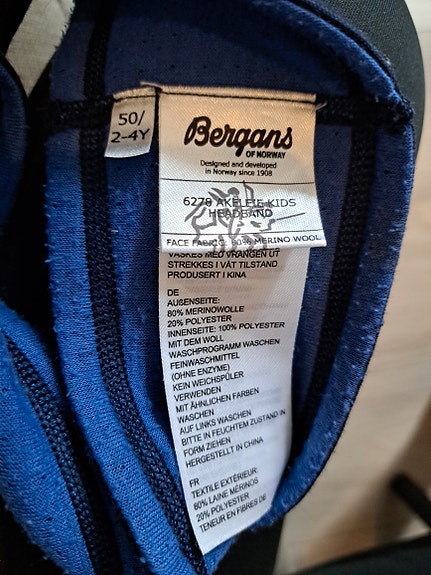 50/
2-4Y
Bergans
OF NORWAY
Designed and developed
in Norway since 1908
6278 AKELEIE KIDS
HEADBAND
FACE FABRIC: 80% MERINO WOOL
VASKES MED VRANGEN UT
STREKKES I VÅT TILSTAND
PRODUSERT I KINA
DE
AUßENSEITE:
80% MERINOWOLLE
20% POLYESTER
INNENSEITE: 100% POLYESTER
MIT DEM WOLL
WASCHPROGRAMM WASCHEN
FEINWASCHMITTEL
(OHNE ENZYME)
KEIN WEICHSPÜLER
VERWENDEN
MIT ÄHNLICHEN FARBEN
WASCHEN
AUF LINKS WASCHEN
BITTE IN FEUCHTEM ZUSTAND IN
FORM ZIEHEN
HERGESTELLT IN CHINA
FR
TEXTILE EXTÉRIEUR:
80% LAINE MÉRINOS
20% POLYESTER
TENEUR EN FIBRES DE